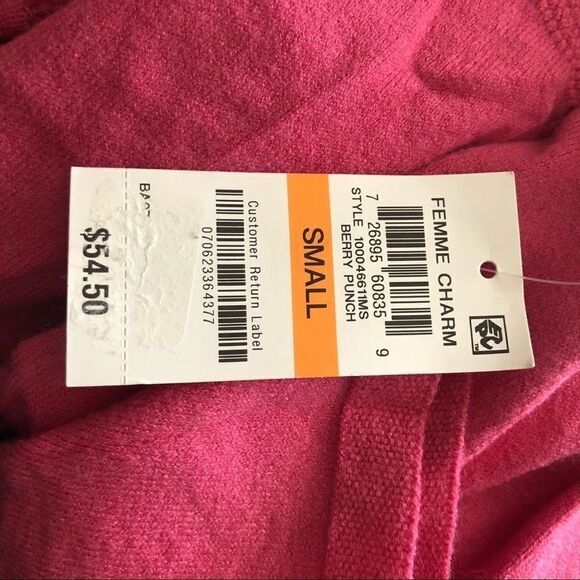 FEMME CHARM
7 26895 60835 9
STYLE 100046611MS
BERRY PUNCH
SMALL
Customer Return Label
070623364377
$54.50